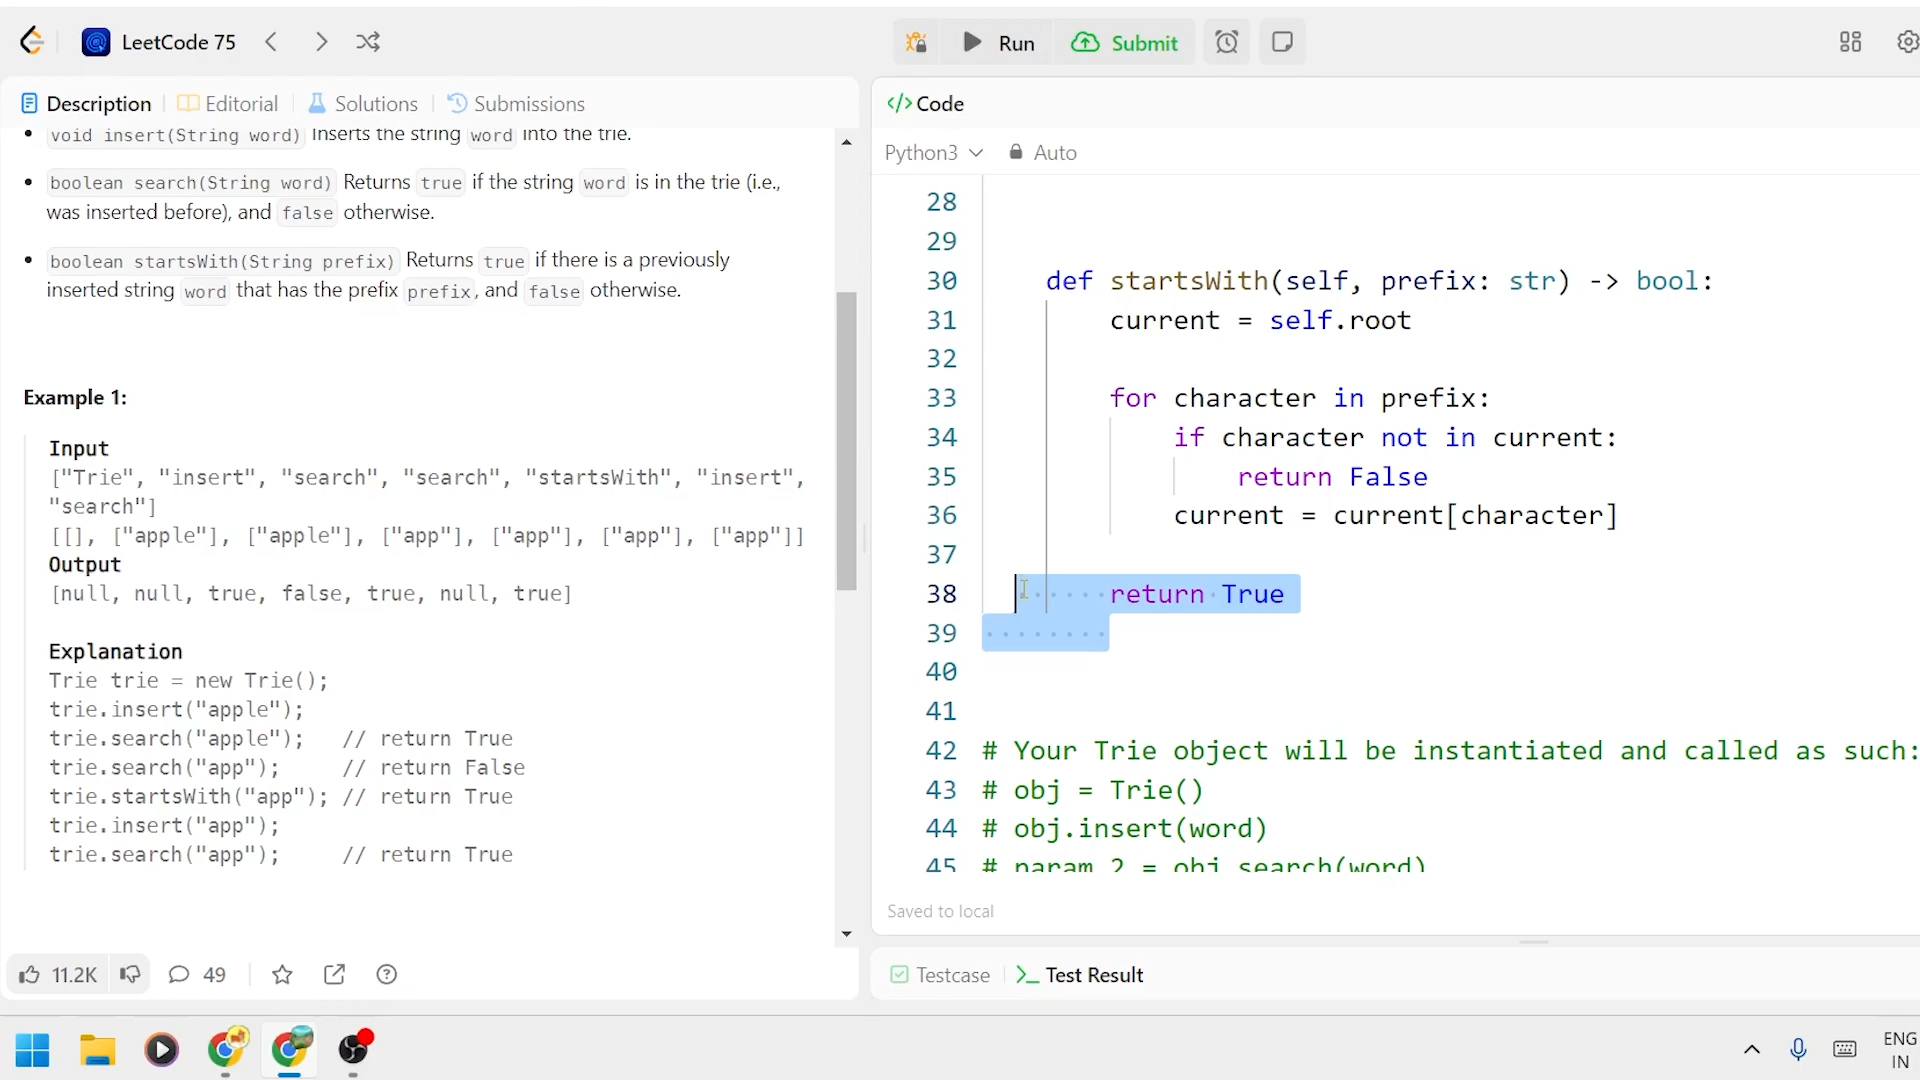 LeetCode 75
Run
Submit
Description
Editorial
Solutions
Submissions
void insert(String word) Inserts the string word into the trie.
boolean search(String word) Returns true if the string word is in the trie (i.e.,
was inserted before), and false otherwise.
boolean startsWith(String prefix) Returns true if there is a previously
inserted string word that has the prefix prefix, and false otherwise.
Example 1:
Input
["Trie", "insert", "search", "search", "startsWith", "insert",
"search"]
[[], ["apple"], ["apple"], ["app"], ["app"], ["app"], ["app"]]
Output
[null, null, true, false, true, null, true]
Explanation
Trie trie = new Trie();
trie.insert("apple");
trie.search("apple");   // return True
trie.search("app");     // return False
trie.startsWith("app"); // return True
trie.insert("app");
trie.search("app");     // return True
11.2K
49
</> Code
Python3
Auto
28
29
30 def startsWith(self, prefix: str) -> bool:
31 current = self.root
32
33 for character in prefix:
34 if character not in current:
35 return False
36 current = current[character]
37
38 return True
39
40
41
42 # Your Trie object will be instantiated and called as such:
43 # obj = Trie()
44 # obj.insert(word)
45 # param_2 = obj.search(word)
Saved to local
Testcase
Test Result
ENG
IN